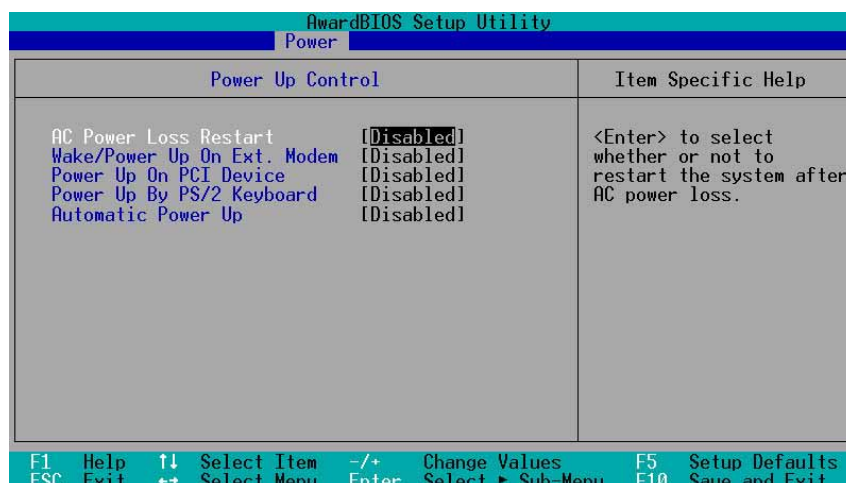 AwardBIOS Setup Utility
Power
Power Up Control
Item Specific Help
AC Power Loss Restart [Disabled]
Wake/Power Up On Ext. Modem [Disabled]
Power Up On PCI Device [Disabled]
Power Up By PS/2 Keyboard [Disabled]
Automatic Power Up [Disabled]
<Enter> to select
whether or not to
restart the system after
AC power loss.
F1 Help ↑↓ Select Item -/+ Change Values F5 Setup Defaults
ESC Exit ←→ Select Menu Enter Select ► Sub-Menu F10 Save and Exit